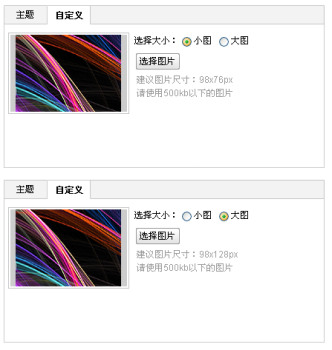 主题 自定义
选择大小： 小图 大图
选择图片
建议图片尺寸：98x76px
请使用500kb以下的图片
主题 自定义
选择大小： 小图 大图
选择图片
建议图片尺寸：98x128px
请使用500kb以下的图片